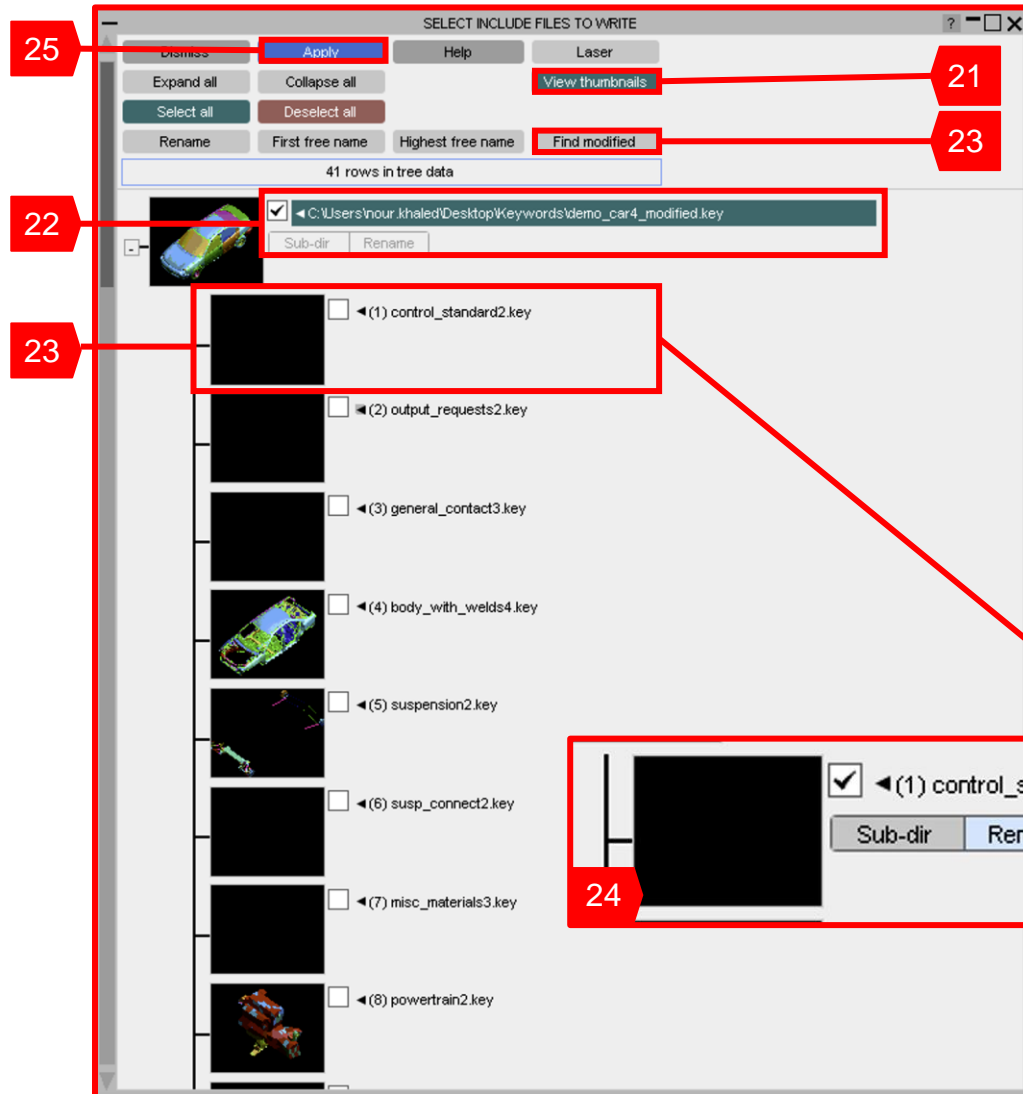 SELECT INCLUDE FILES TO WRITE ?
25 Dismiss Apply Help Laser
Expand all Collapse all View thumbnails 21
Select all Deselect all
Rename First free name Highest free name Find modified 23
41 rows in tree data
22 C:\Users\nour.khaled\Desktop\Keywords\demo_car4_modified.key
Sub-dir Rename
(1) control_standard2.key
23
(2) output_requests2.key
(3) general_contact3.key
(4) body_with_welds4.key
(5) suspension2.key
(1) control_s
(6) susp_connect2.key
Sub-dir Rer
24
(7) misc_materials3.key
(8) powertrain2.key